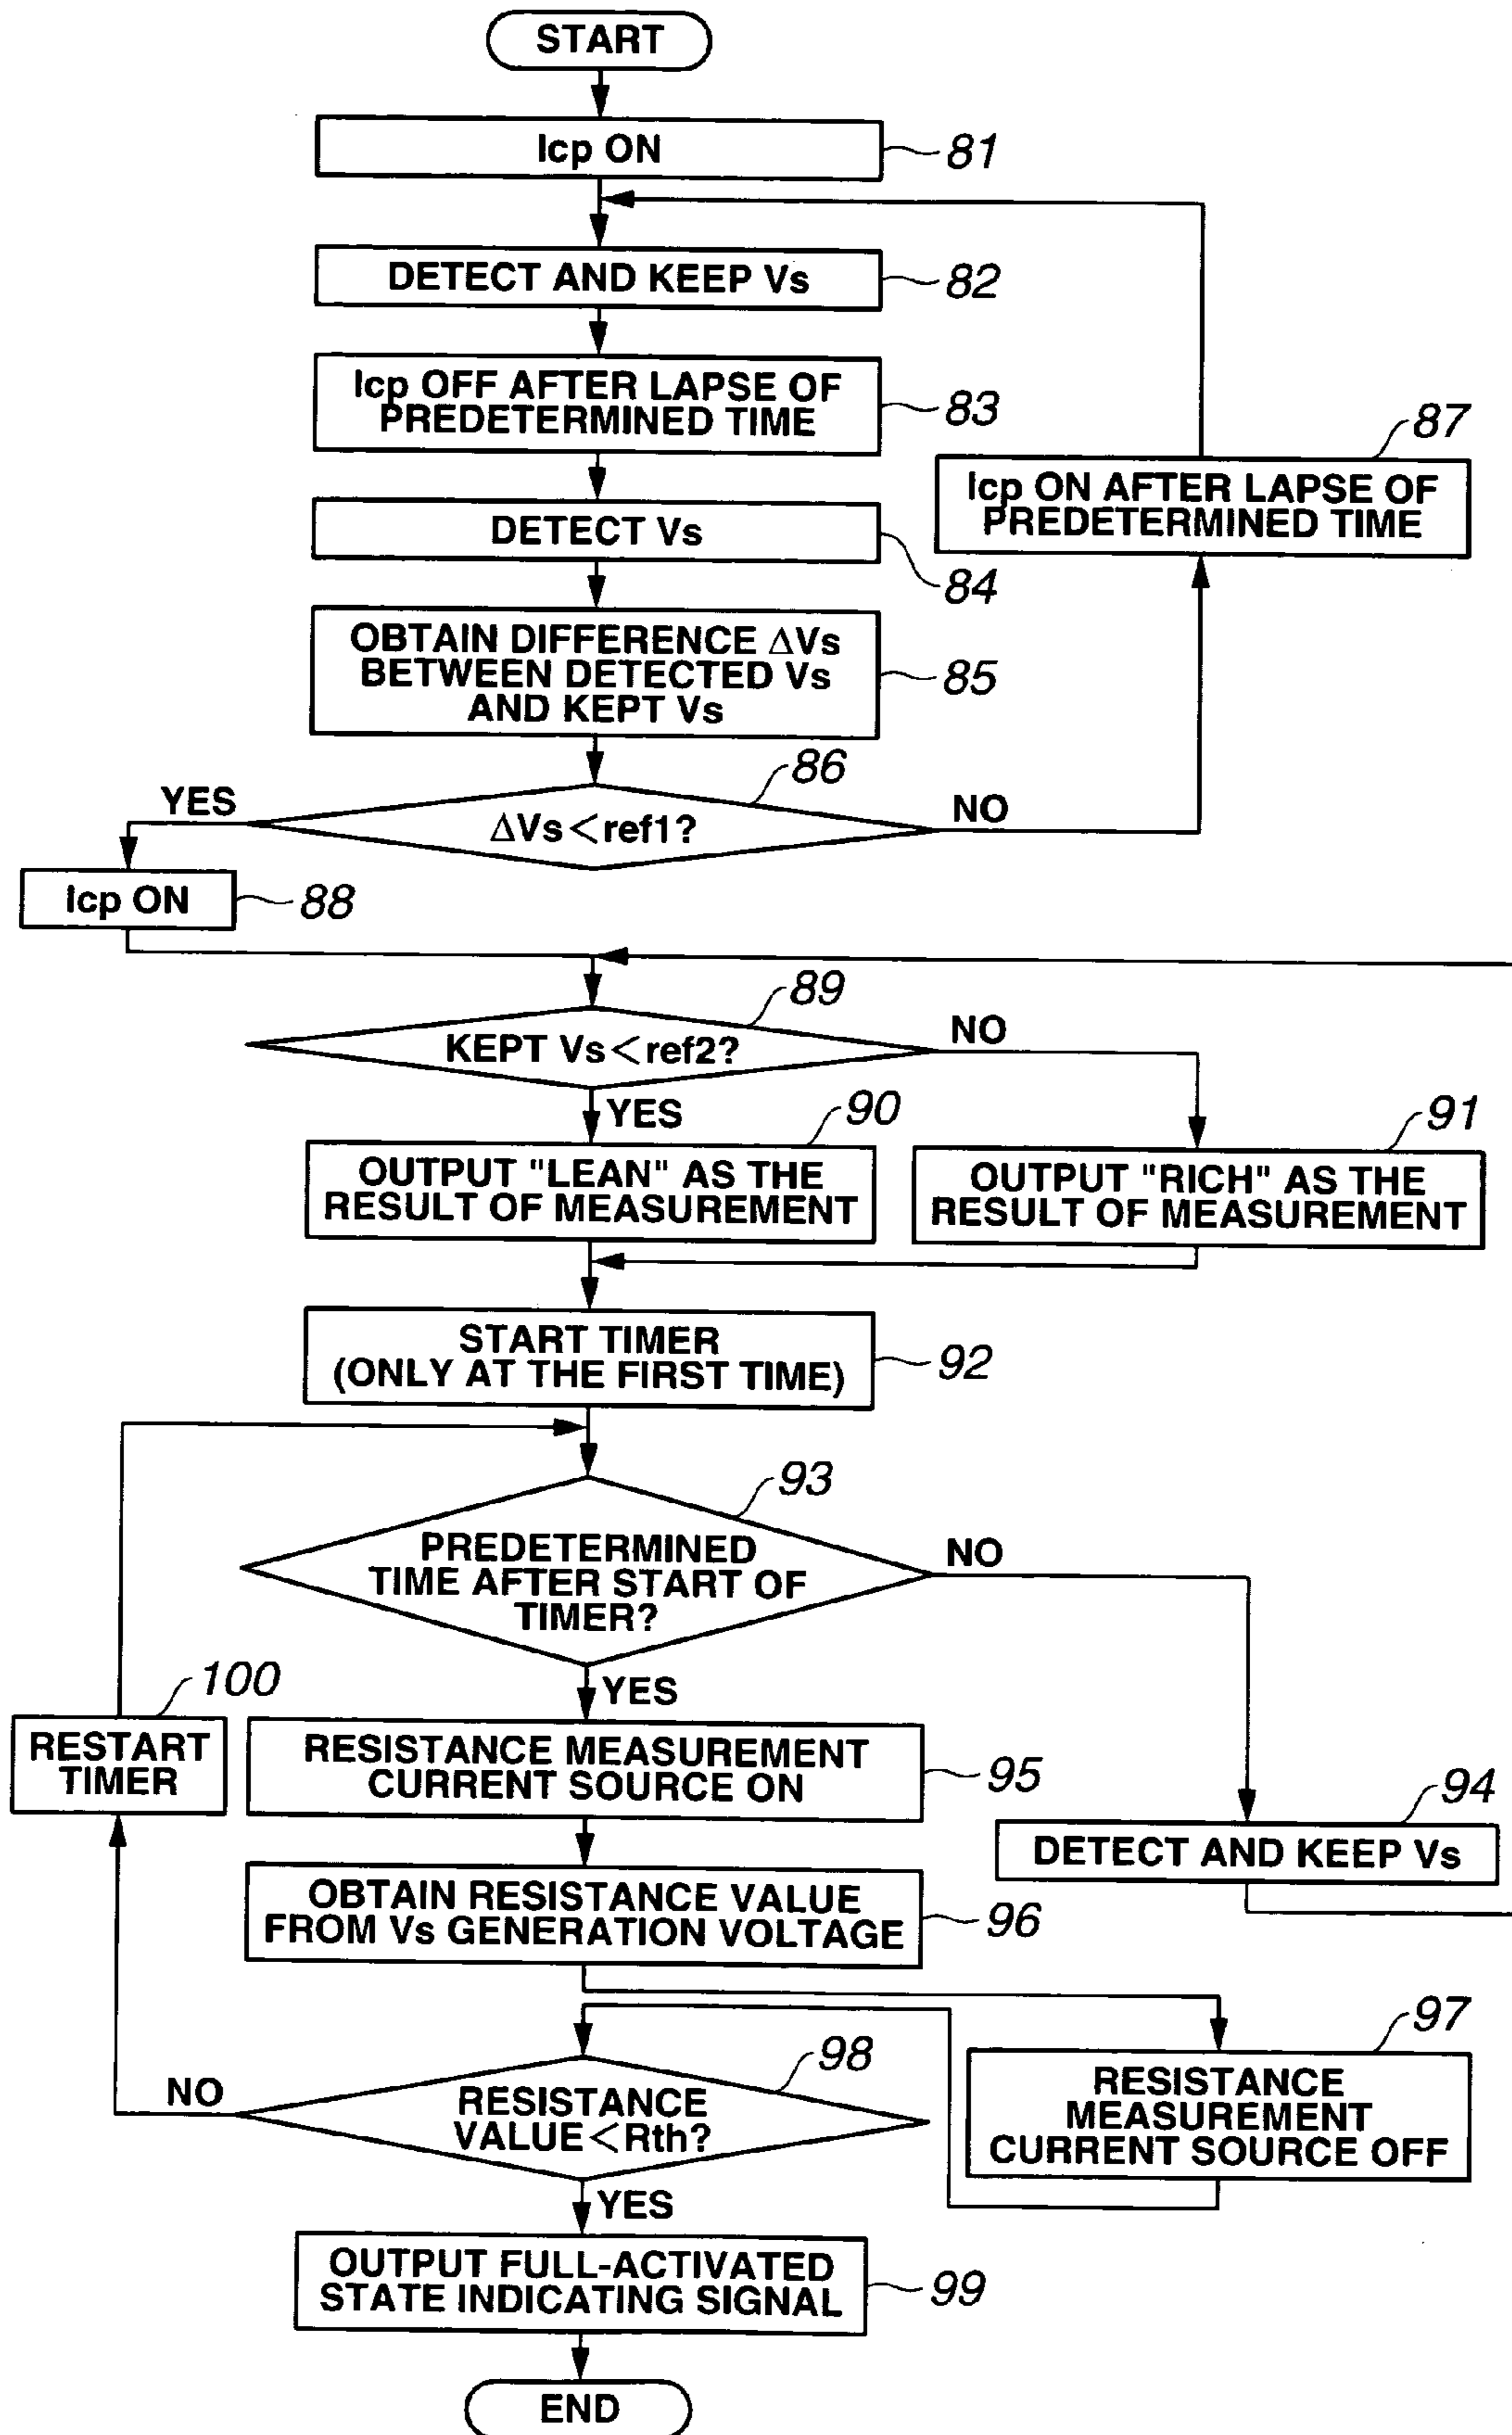 START
Icp ON
81
DETECT AND KEEP Vs
82
Icp OFF AFTER LAPSE OF
PREDETERMINED TIME
83
87
Icp ON AFTER LAPSE OF
PREDETERMINED TIME
DETECT Vs
84
OBTAIN DIFFERENCE ΔVs
BETWEEN DETECTED Vs
AND KEPT Vs
85
86
YES
ΔVs<ref1?
NO
Icp ON
88
89
KEPT Vs<ref2?
NO
YES
90
91
OUTPUT "LEAN" AS THE
RESULT OF MEASUREMENT
OUTPUT "RICH" AS THE
RESULT OF MEASUREMENT
START TIMER
(ONLY AT THE FIRST TIME)
92
93
PREDETERMINED
TIME AFTER START OF
TIMER?
NO
YES
100
RESTART
TIMER
RESISTANCE MEASUREMENT
CURRENT SOURCE ON
95
94
DETECT AND KEEP Vs
OBTAIN RESISTANCE VALUE
FROM Vs GENERATION VOLTAGE
96
97
RESISTANCE
MEASUREMENT
CURRENT SOURCE OFF
98
NO
RESISTANCE
VALUE<Rth?
YES
OUTPUT FULL-ACTIVATED
STATE INDICATING SIGNAL
99
END